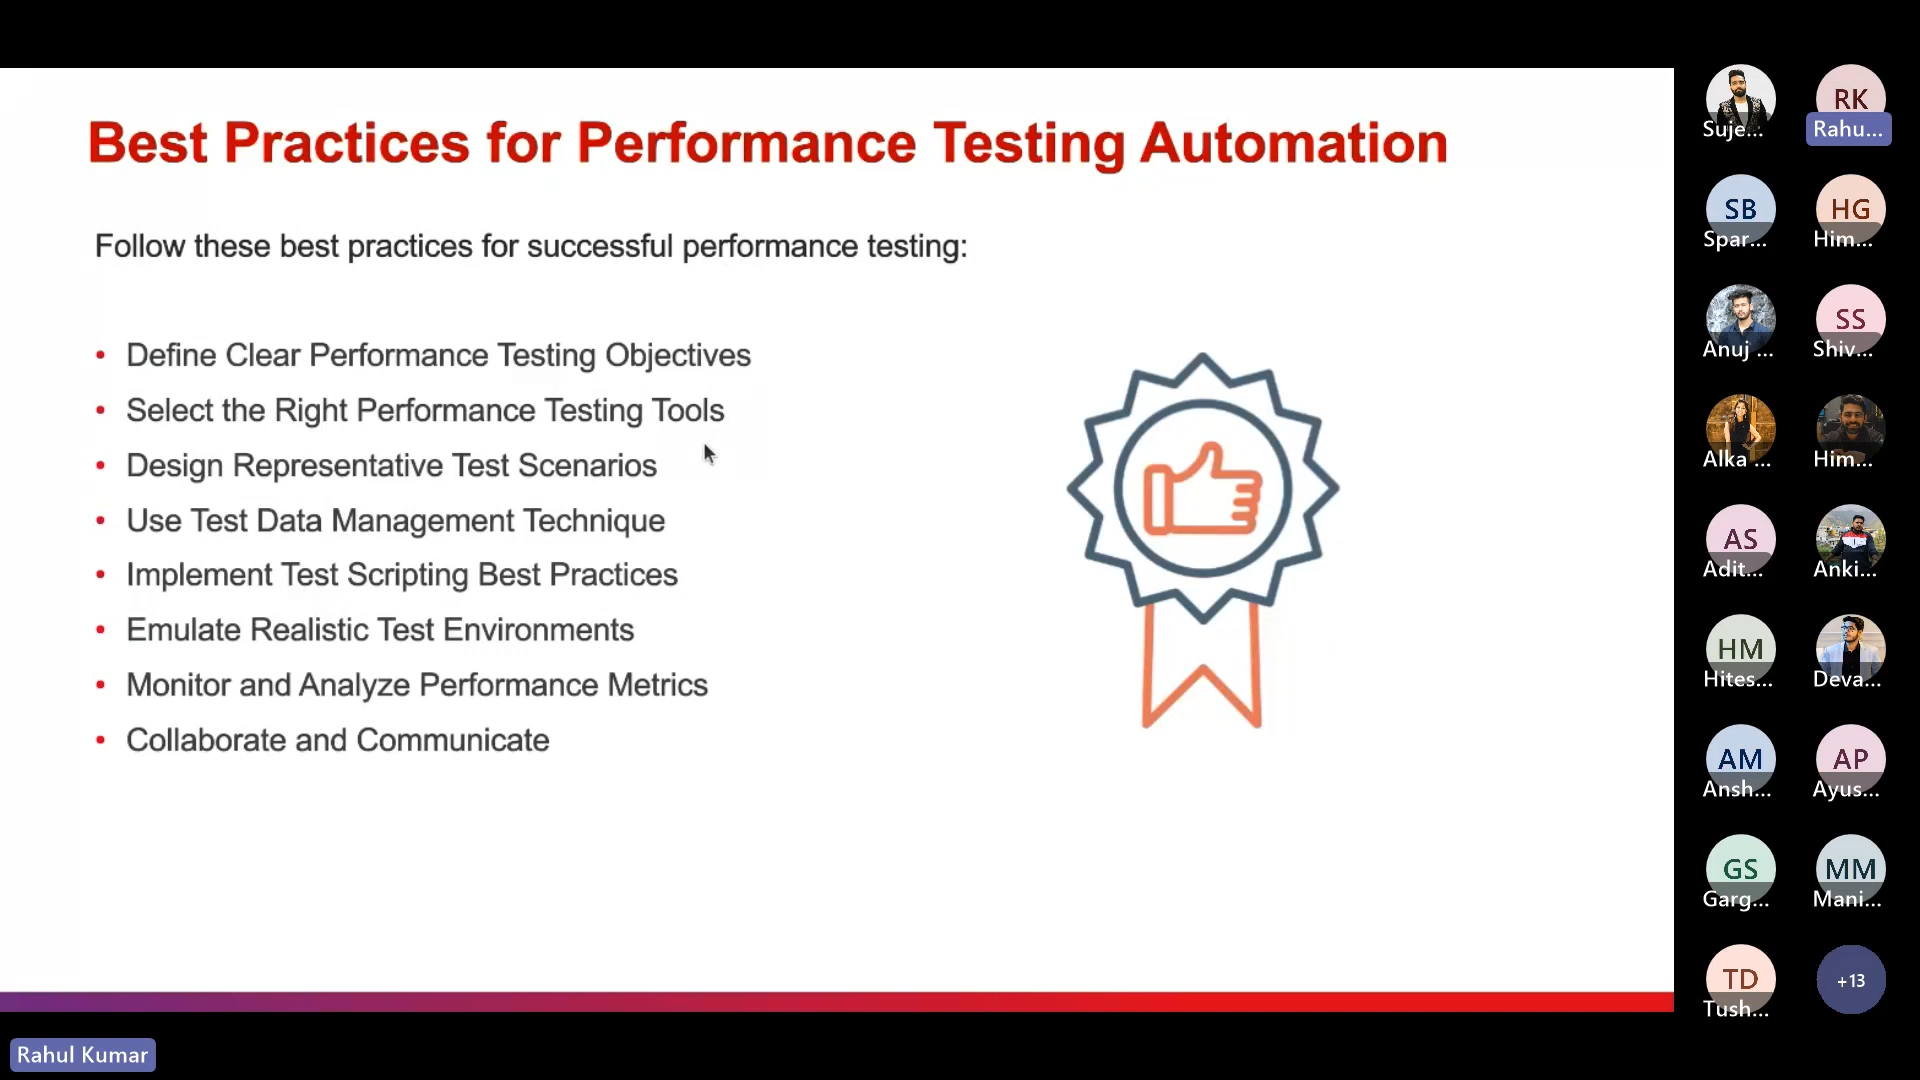 Best Practices for Performance Testing Automation
Follow these best practices for successful performance testing:
• Define Clear Performance Testing Objectives
• Select the Right Performance Testing Tools
• Design Representative Test Scenarios
• Use Test Data Management Technique
• Implement Test Scripting Best Practices
• Emulate Realistic Test Environments
• Monitor and Analyze Performance Metrics
• Collaborate and Communicate
Rahul Kumar
Suje...
RK
Rahu...
SB
Spar...
HG
Him...
Anuj ...
SS
Shiv...
Alka ...
Him...
AS
Adit...
Anki...
HM
Hites...
Deva...
AM
Ansh...
AP
Ayus...
GS
Garg...
MM
Mani...
TD
Tush...
+13